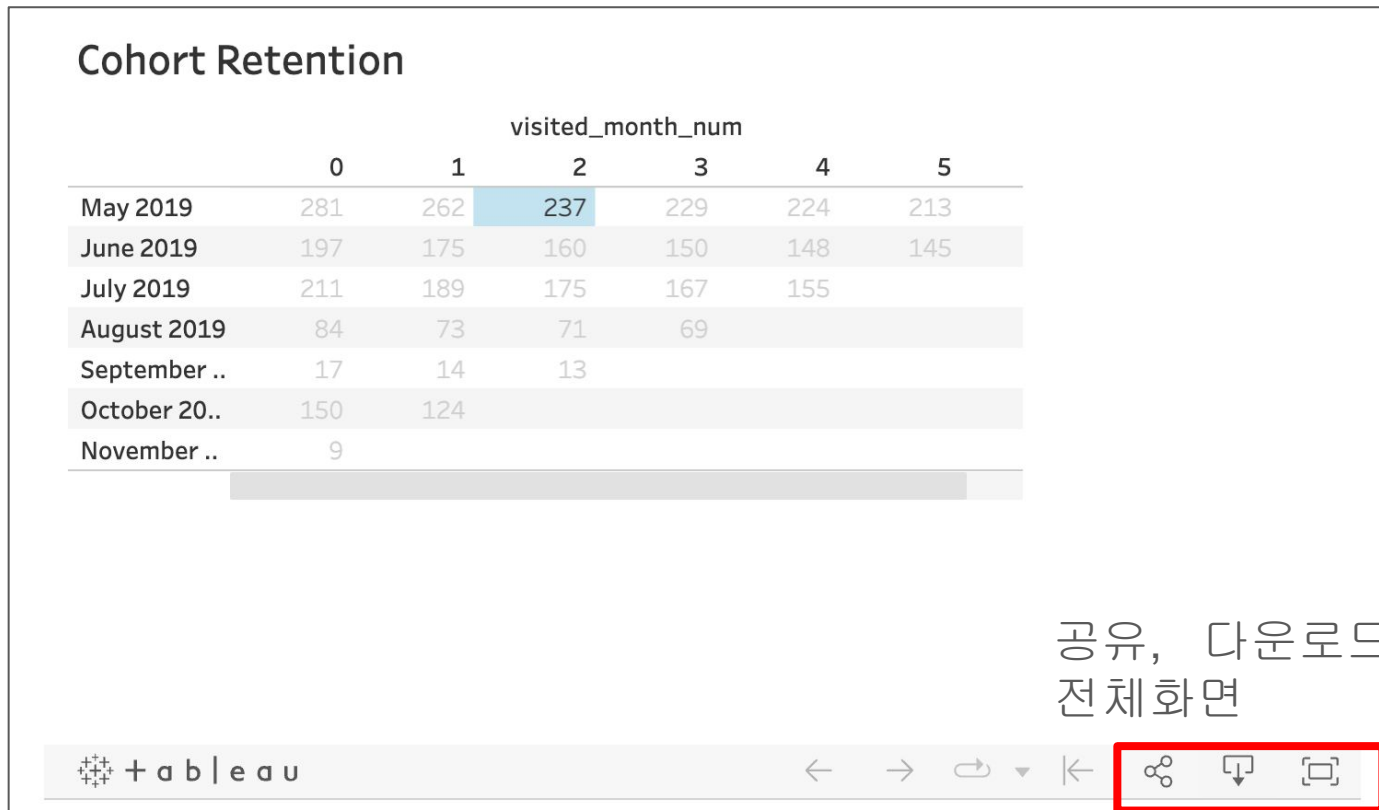 Cohort Retention
visited_month_num
0 1 2 3 4 5
May 2019 281 262 237 229 224 213
June 2019 197 175 160 150 148 145
July 2019 211 189 175 167 155
August 2019 84 73 71 69
September .. 17 14 13
October 20.. 150 124
November .. 9
공유, 다운로드
전체화면
+ableau